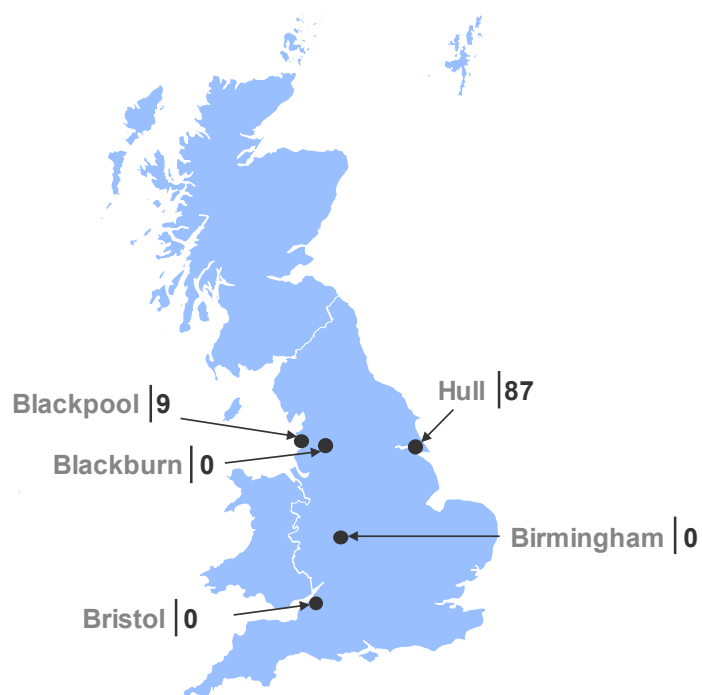 Hull | 87
Blackpool | 9
Blackburn | 0
Birmingham | 0
Bristol | 0